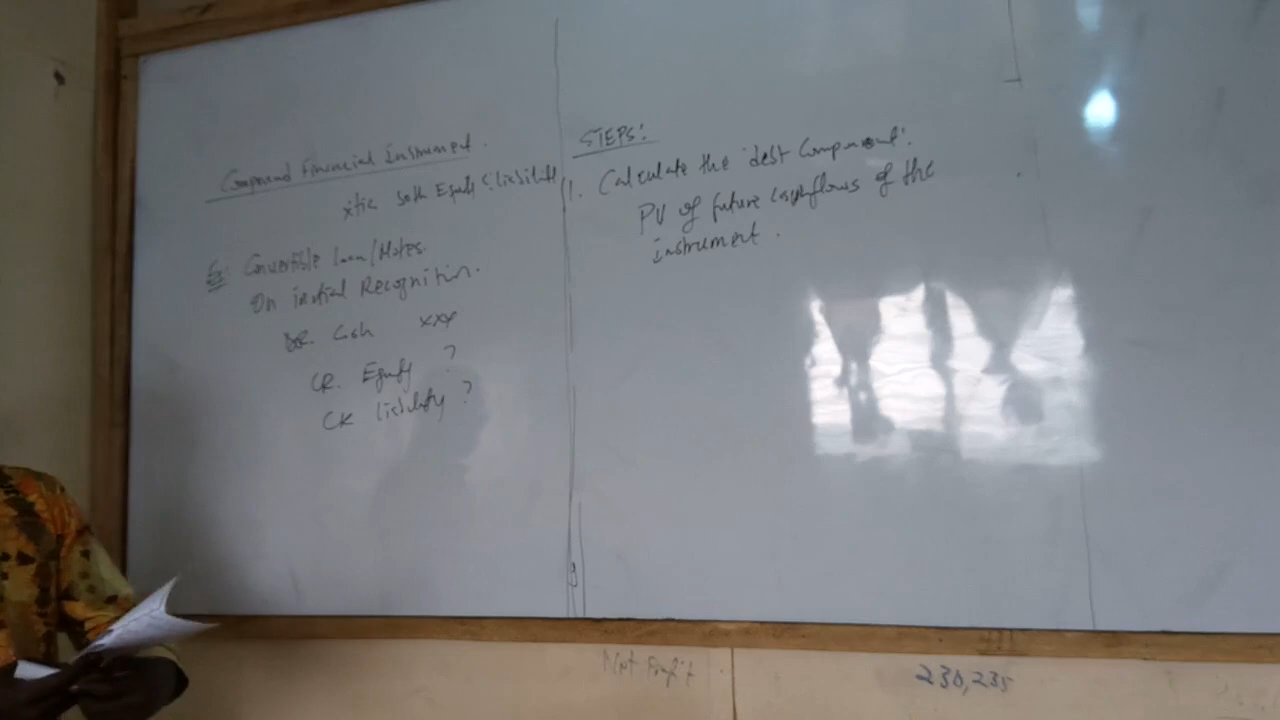 Compound Financial Instrument.
xtic both Equity & liability
Ex: Convertible Loan/Notes.
On initial Recognition.
DR. Cash xxx
CR. Equity ?
CR liability ?
STEPS:
1. Calculate the debt Component:
PV of future cashflows of the
instrument.
Net Profit
230,235